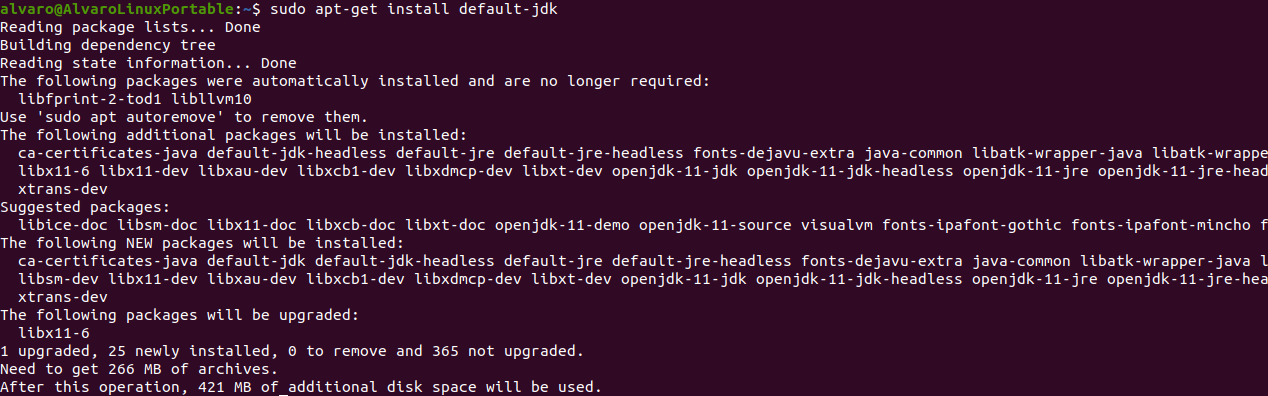 alvaro@AlvaroLinuxPortable:~$ sudo apt-get install default-jdk
Reading package lists... Done
Building dependency tree
Reading state information... Done
The following packages were automatically installed and are no longer required:
  libfprint-2-tod1 libllvm10
Use 'sudo apt autoremove' to remove them.
The following additional packages will be installed:
  ca-certificates-java default-jdk-headless default-jre default-jre-headless fonts-dejavu-extra java-common libatk-wrapper-java libatk-wrappe
  libx11-6 libx11-dev libxau-dev libxcb1-dev libxdmcp-dev libxt-dev openjdk-11-jdk openjdk-11-jdk-headless openjdk-11-jre openjdk-11-jre-head
  xtrans-dev
Suggested packages:
  libice-doc libsm-doc libx11-doc libxcb-doc libxt-doc openjdk-11-demo openjdk-11-source visualvm fonts-ipafont-gothic fonts-ipafont-mincho f
The following NEW packages will be installed:
  ca-certificates-java default-jdk default-jdk-headless default-jre default-jre-headless fonts-dejavu-extra java-common libatk-wrapper-java l
  libsm-dev libx11-dev libxau-dev libxcb1-dev libxdmcp-dev libxt-dev openjdk-11-jdk openjdk-11-jdk-headless openjdk-11-jre openjdk-11-jre-hea
  xtrans-dev
The following packages will be upgraded:
  libx11-6
1 upgraded, 25 newly installed, 0 to remove and 365 not upgraded.
Need to get 266 MB of archives.
After this operation, 421 MB of additional disk space will be used.